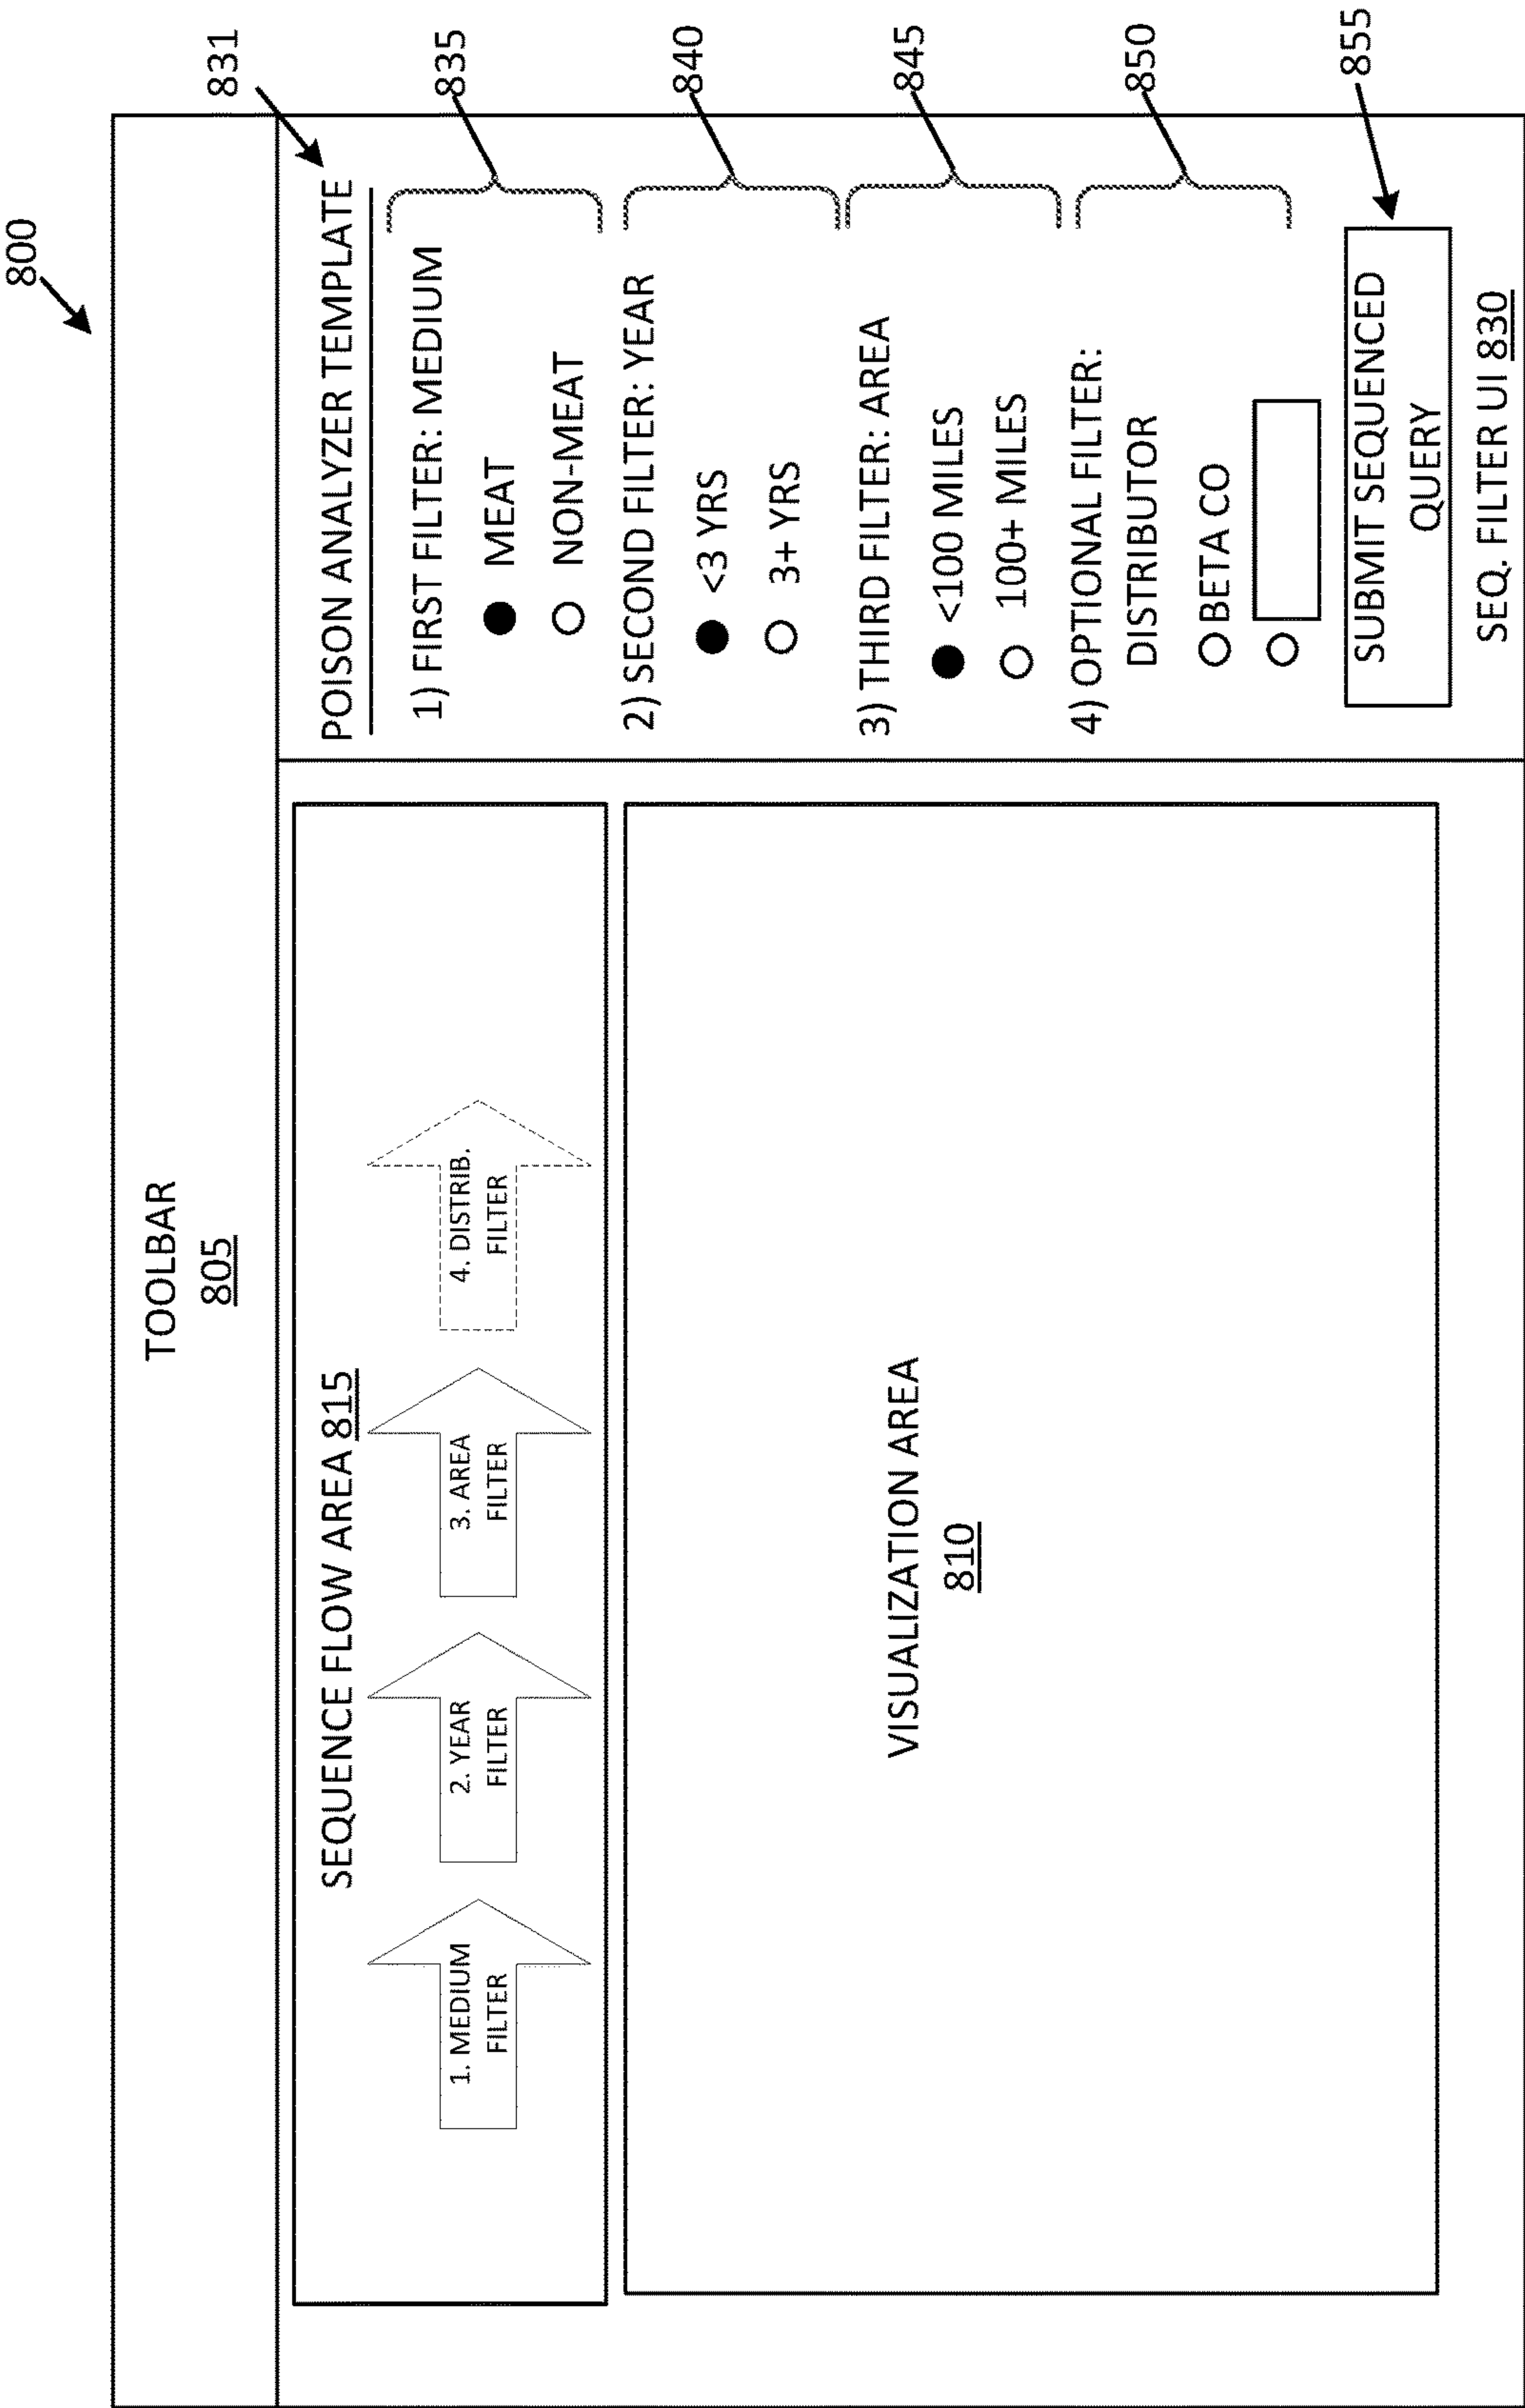 800
TOOLBAR
805
SEQUENCE FLOW AREA 815
1. MEDIUM
FILTER
2. YEAR
FILTER
3. AREA
FILTER
4. DISTRIB.
FILTER
VISUALIZATION AREA
810
POISON ANALYZER TEMPLATE
831
1) FIRST FILTER: MEDIUM
MEAT
NON-MEAT
835
2) SECOND FILTER: YEAR
<3 YRS
3+ YRS
840
3) THIRD FILTER: AREA
<100 MILES
100+ MILES
845
4) OPTIONAL FILTER:
DISTRIBUTOR
BETA CO
850
SUBMIT SEQUENCED
QUERY
855
SEQ. FILTER UI 830